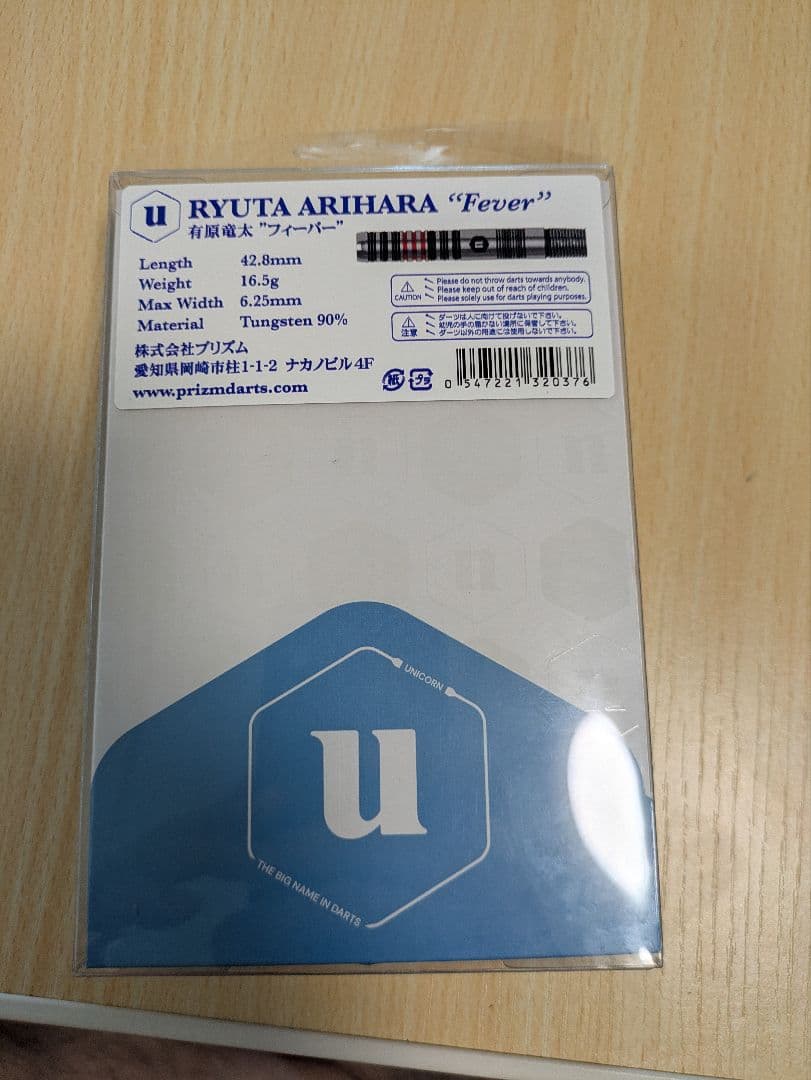 u RYUTA ARIHARA “Fever”
有原竜太 ”フィーバー”
Length 42.8mm
Weight 16.5g
Max Width 6.25mm
Material Tungsten 90%
株式会社プリズム
愛知県岡崎市柱1-1-2 ナカノビル4F
www.prizmdarts.com
CAUTION
Please do not throw darts towards anybody.
Please keep out of reach of children.
Please solely use for darts playing purposes.
注意
ダーツは人に向けて投げないで下さい。
幼児の手の届かない場所に保管して下さい。
ダーツ以外の用途には使用しないで下さい。
紙 プラ
0 547221 320376
UNICORN
u
THE BIG NAME IN DARTS